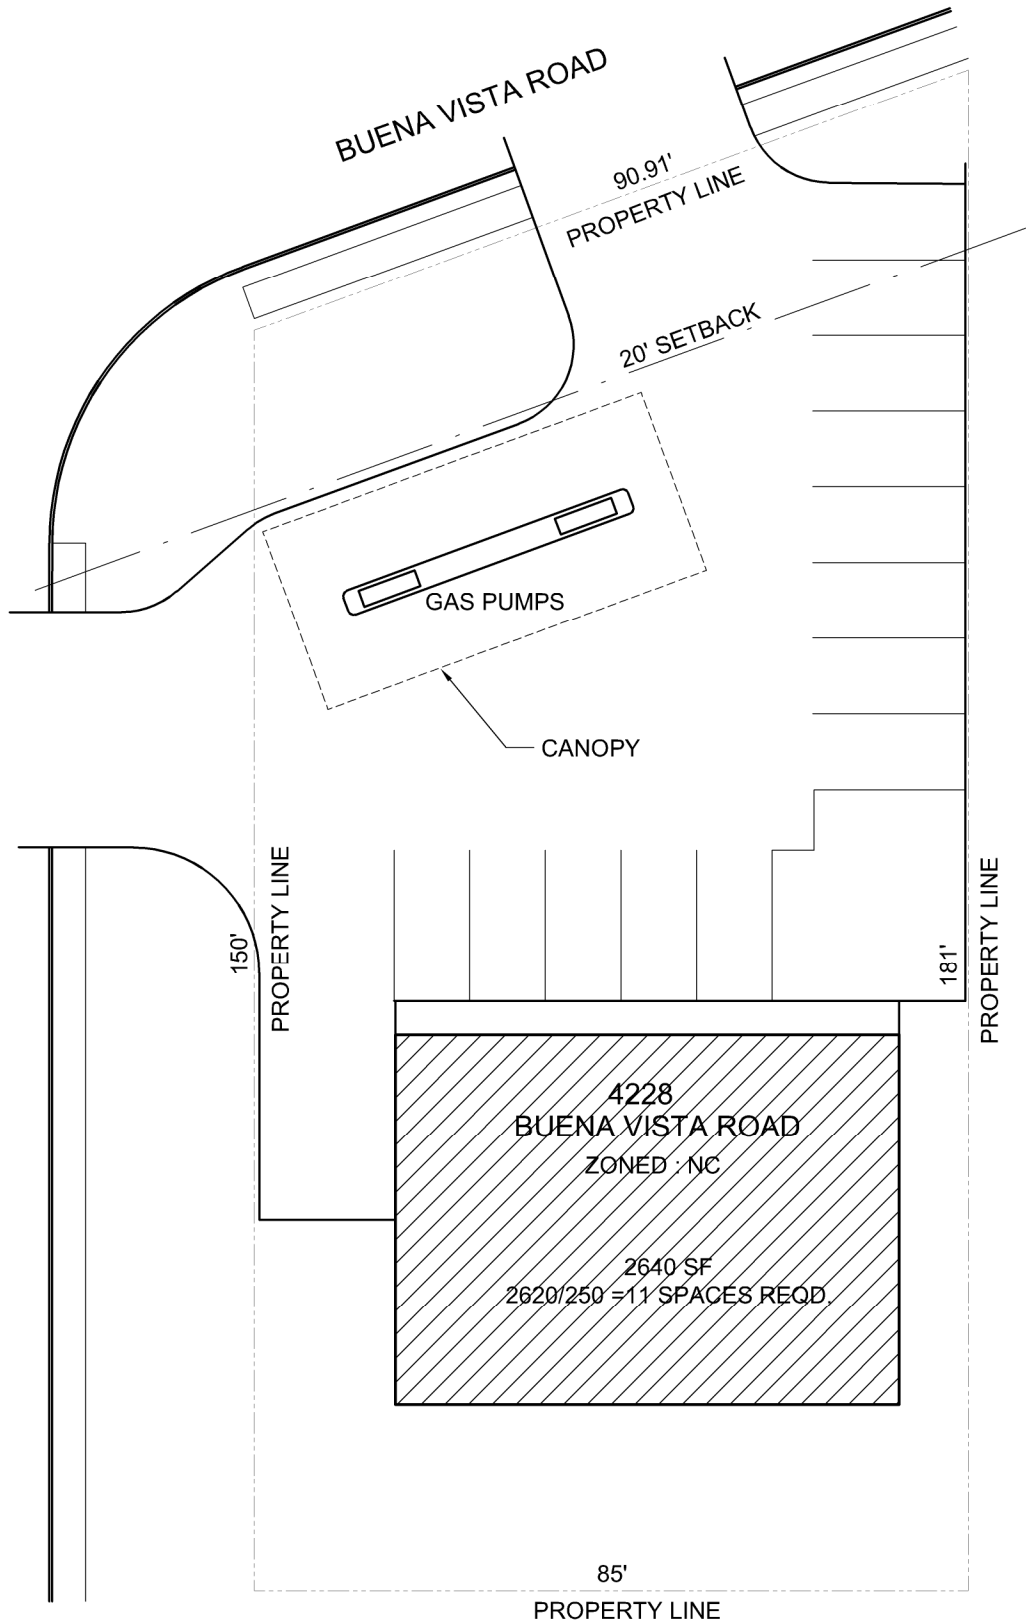 BUENA VISTA ROAD
90.91'
PROPERTY LINE
20' SETBACK
GAS PUMPS
CANOPY
150'
PROPERTY LINE
181'
PROPERTY LINE
4228
BUENA VISTA ROAD
ZONED : NC
2640 SF
2620/250 =11 SPACES REQD.
85'
PROPERTY LINE